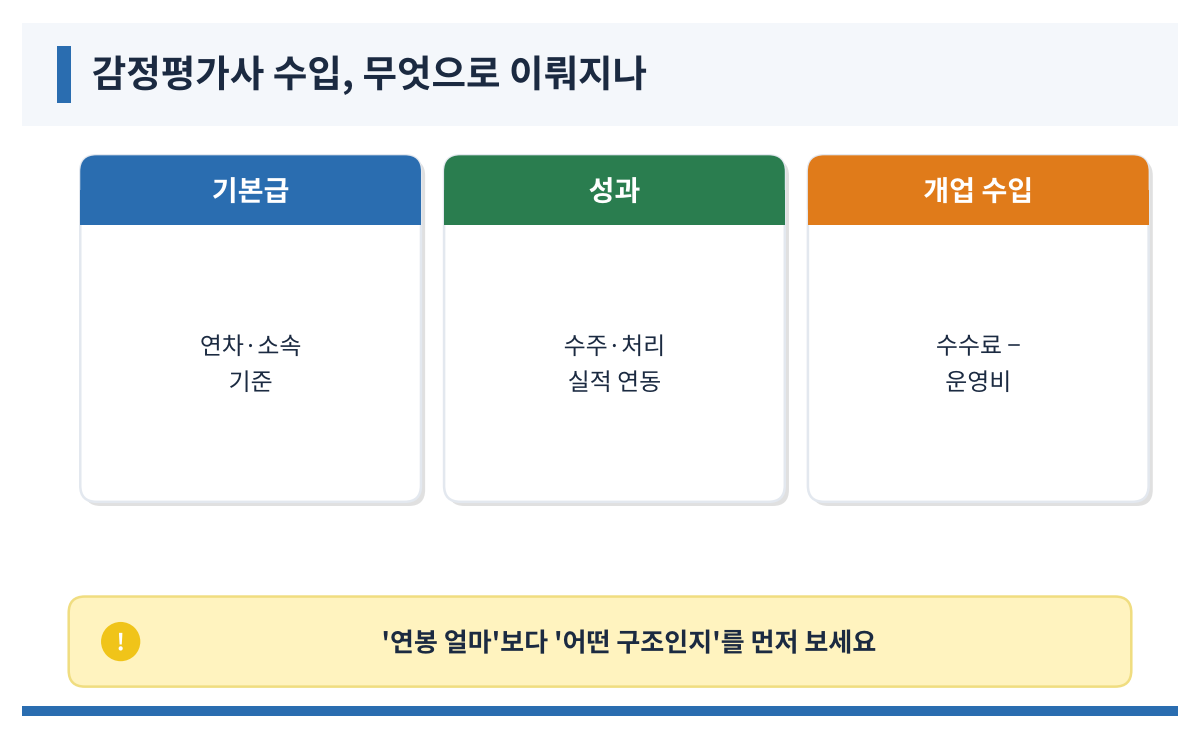 감정평가사 수입, 무엇으로 이뤄지나
기본급
연차·소속
기준
성과
수주·처리
실적 연동
개업 수입
수수료 −
운영비
!
'연봉 얼마'보다 '어떤 구조인지'를 먼저 보세요